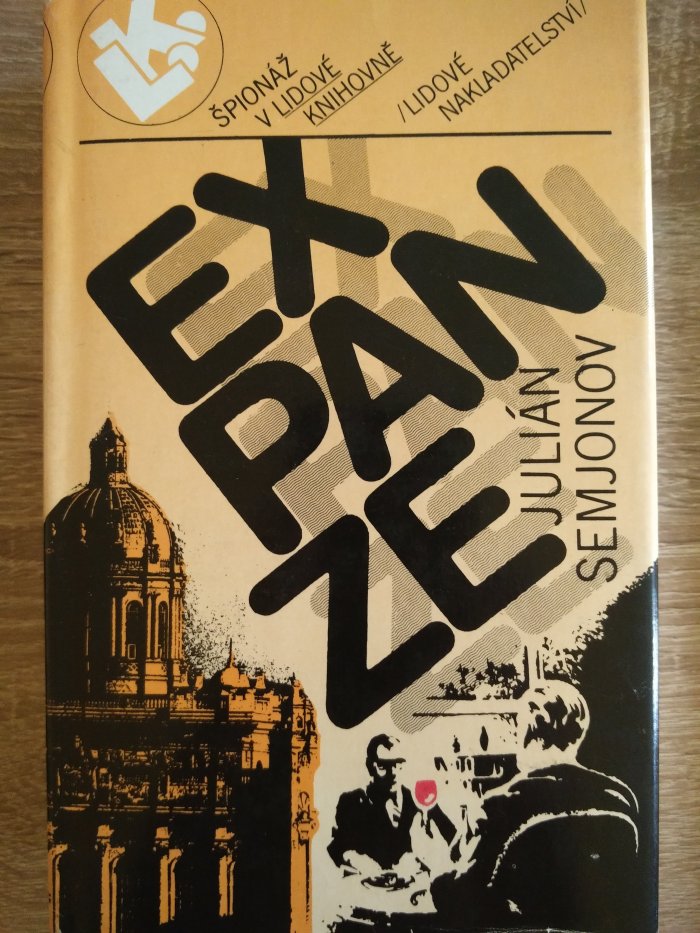 ŠPIONÁŽ
V LIDOVÉ
KNIHOVNĚ
/LIDOVÉ
NAKLADATELSTVÍ/
EX
PAN
ZE
JULIÁN
SEMJONOV